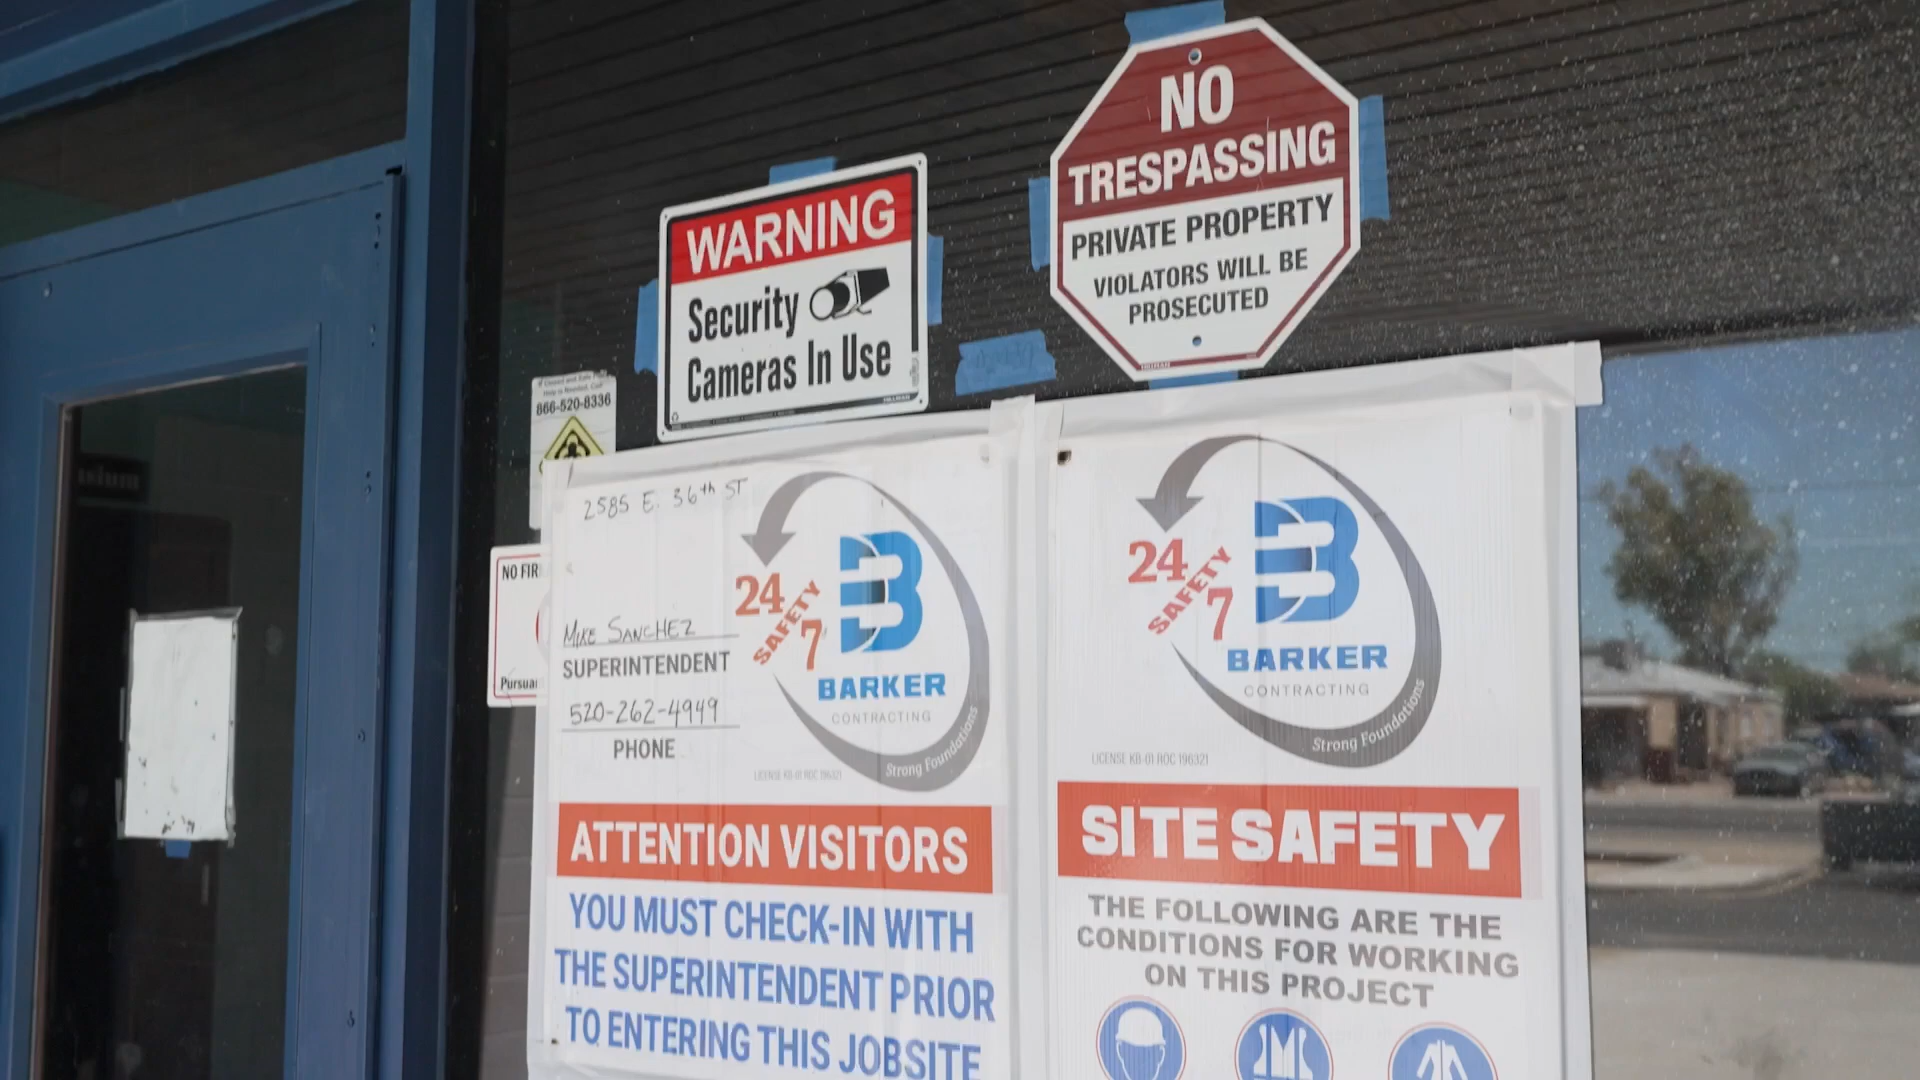 NO
TRESPASSING
PRIVATE PROPERTY
VIOLATORS WILL BE
PROSECUTED
WARNING
Security
Cameras In Use
866-520-8336
NO FIR
Pursua
2585 E. 36th ST
MIKE SANCHEZ
SUPERINTENDENT
520-262-4949
PHONE
24
SAFETY
7
BARKER
CONTRACTING
Strong Foundations
LICENSE KB-01 ROC 196321
ATTENTION VISITORS
YOU MUST CHECK-IN WITH
THE SUPERINTENDENT PRIOR
TO ENTERING THIS JOBSITE
24
SAFETY
7
BARKER
CONTRACTING
Strong Foundations
LICENSE KB-01 ROC 196321
SITE SAFETY
THE FOLLOWING ARE THE
CONDITIONS FOR WORKING
ON THIS PROJECT